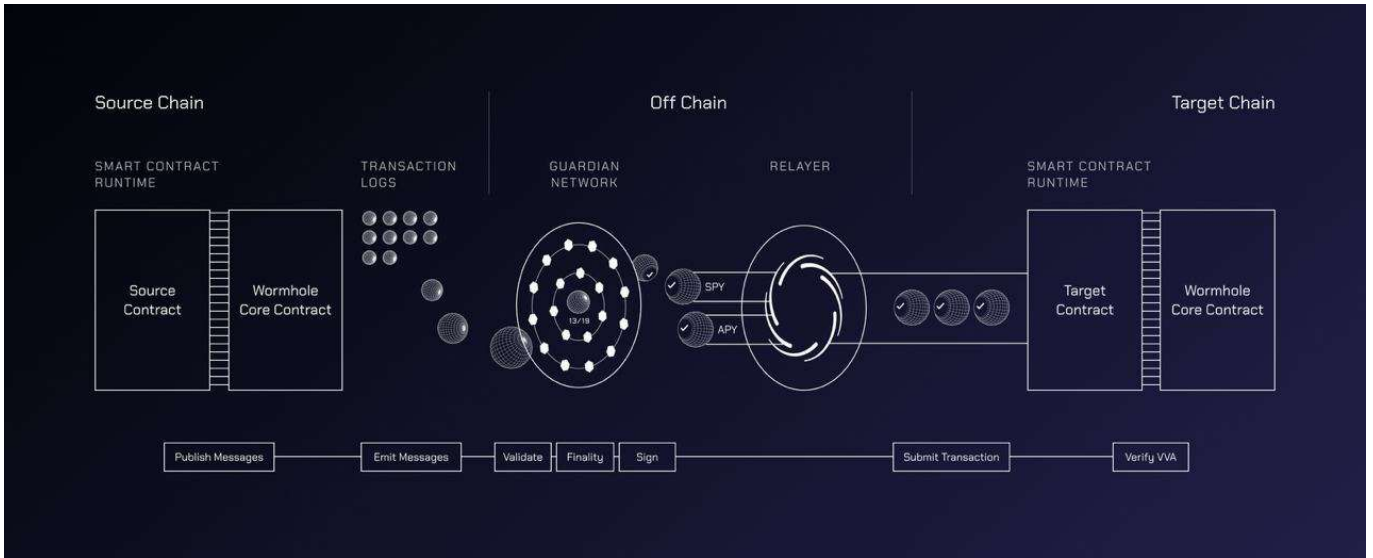 Source Chain
Off Chain
Target Chain
SMART CONTRACT
RUNTIME
TRANSACTION
LOGS
GUARDIAN
NETWORK
RELAYER
SMART CONTRACT
RUNTIME
Source
Contract
Wormhole
Core Contract
13/19
SPY
APY
Target
Contract
Wormhole
Core Contract
Publish Messages
Emit Messages
Validate
Finality
Sign
Submit Transaction
Verify VVA